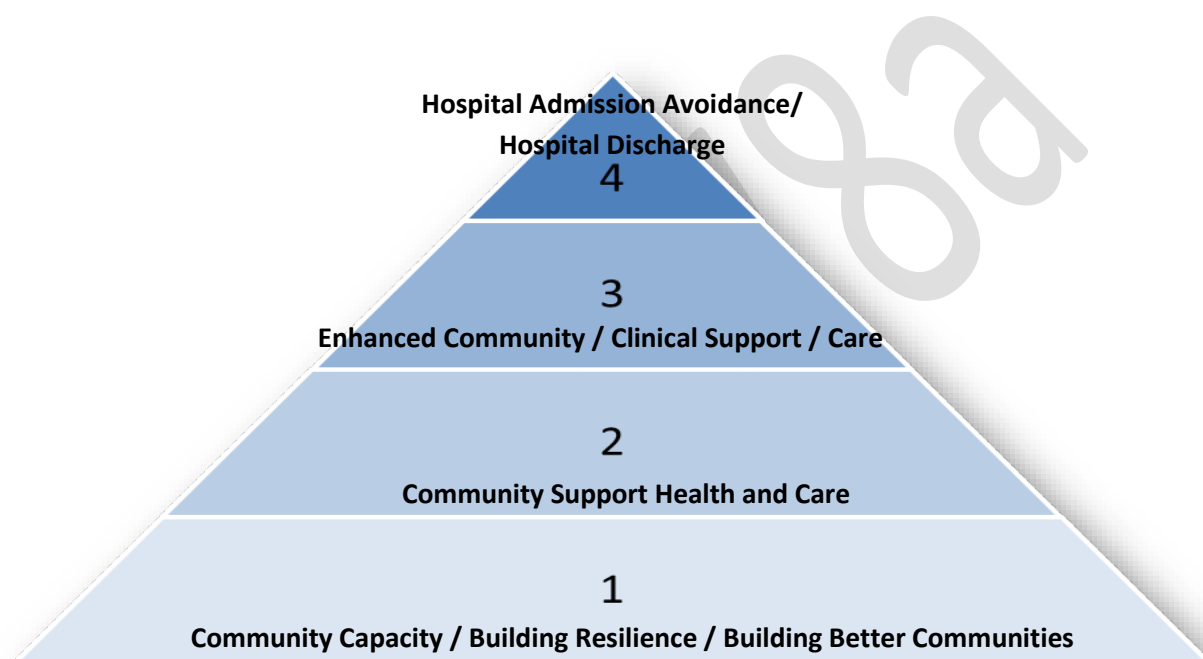 Hospital Admission Avoidance/
Hospital Discharge
4
3
Enhanced Community / Clinical Support / Care
2
Community Support Health and Care
1
Community Capacity / Building Resilience / Building Better Communities